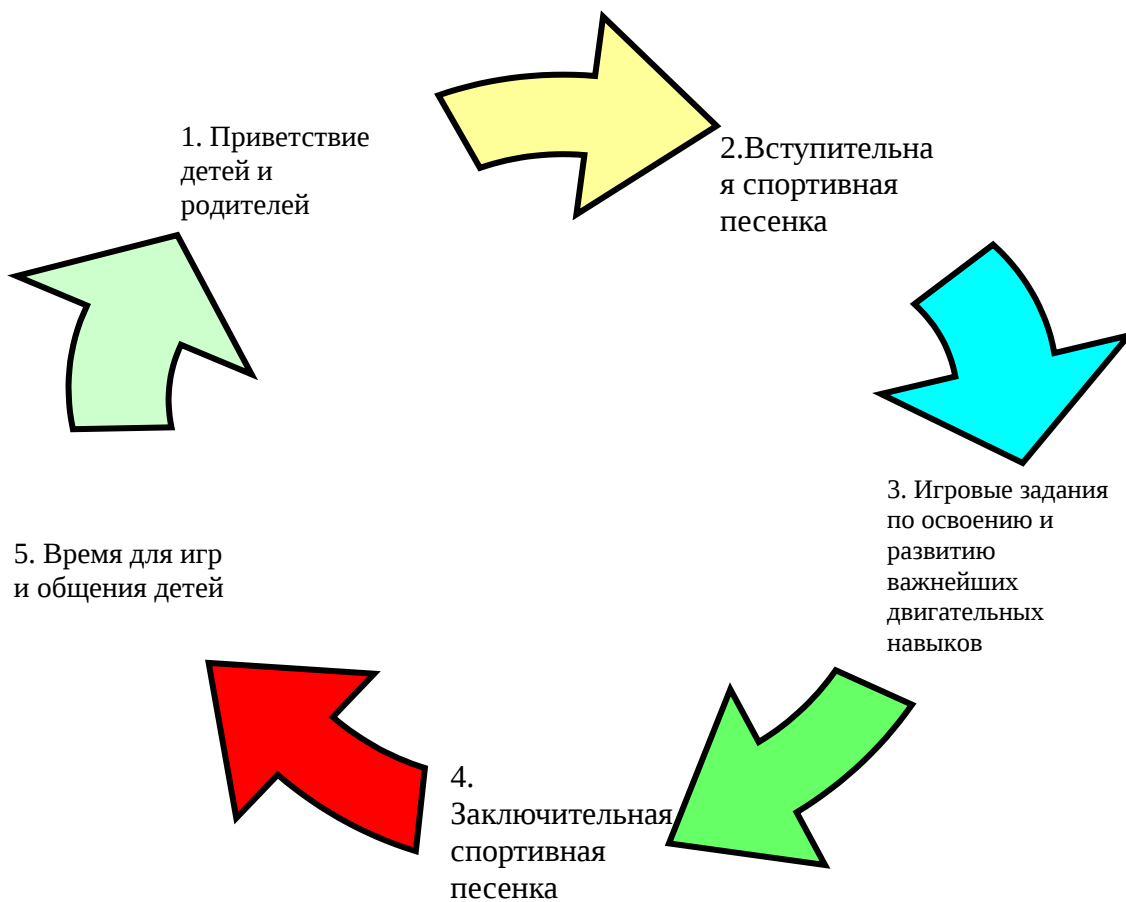 1. Приветствие
детей и
родителей
2.Вступительна
я спортивная
песенка
3. Игровые задания
по освоению и
развитию
важнейших
двигательных
навыков
4.
Заключительная
спортивная
песенка
5. Время для игр
и общения детей